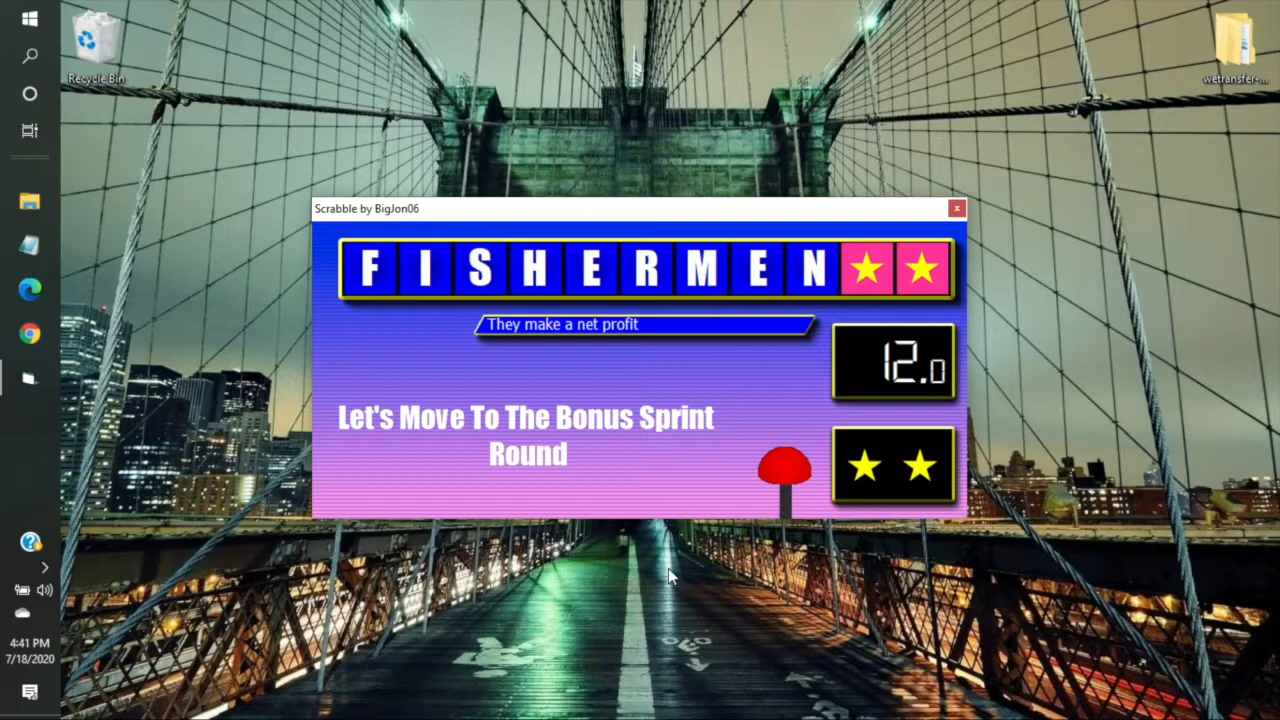 Recycle Bin
wetransfer-...
Scrabble by BigJon06
x
FISHERMEN
They make a net profit
12.0
Let's Move To The Bonus Sprint
Round
4:41 PM
7/18/2020